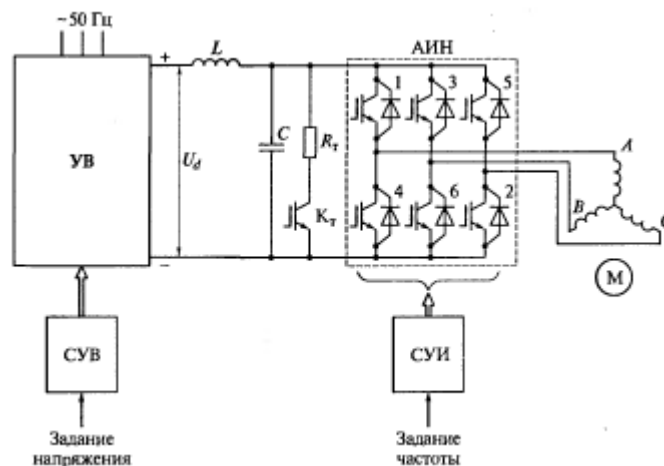 ~50 Гц
АИН
+
L
1
3
5
УВ
U_d
C
R_т
A
К_т
4
6
2
B
C
М
−
СУВ
СУИ
Задание
напряжения
Задание
частоты